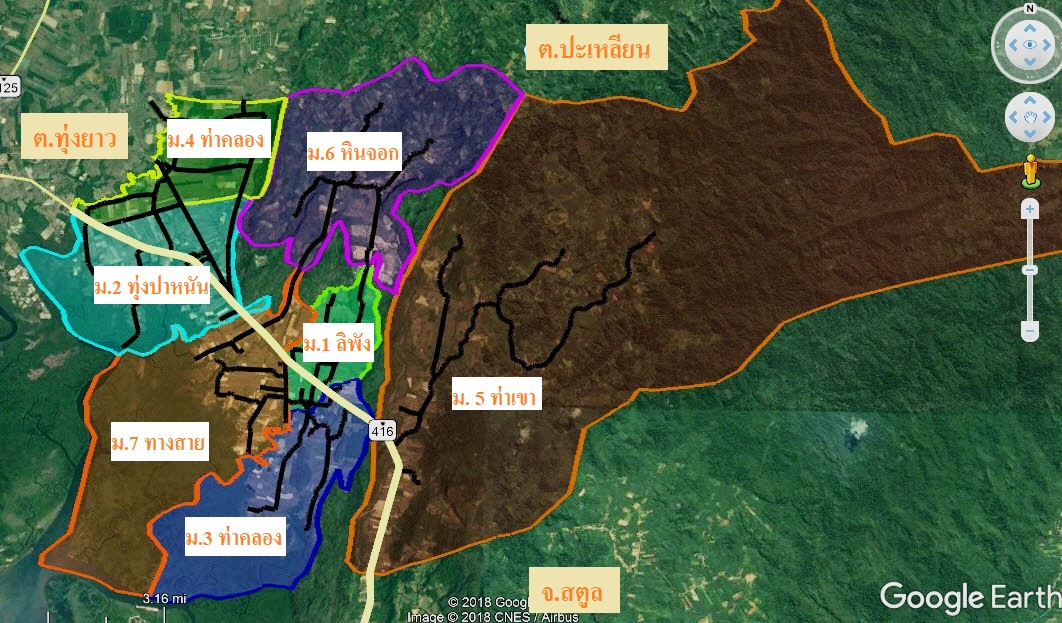 N
ต.ปะเหลียน
125
ต.ทุ่งยาว
ม.4 ท่าคลอง
ม.6 หินจอก
ม.2 ทุ่งปาหนัน
ม.1 ลิพัง
ม. 5 ท่าเขา
416
ม.7 ทางสาย
ม.3 ท่าคลอง
จ.สตูล
3.16 mi
© 2018 Google
Image © 2018 CNES / Airbus
Google Earth